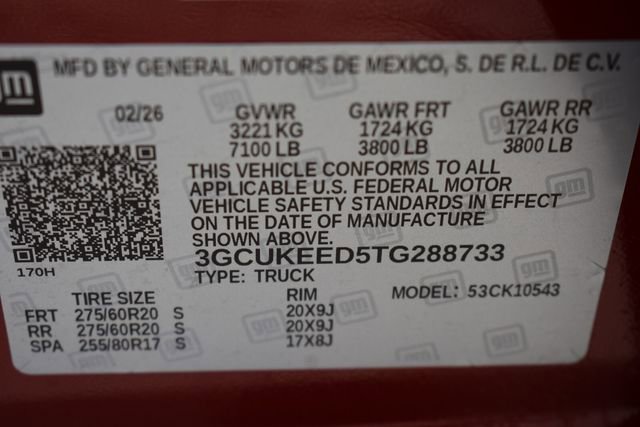 gm
MFD BY GENERAL MOTORS DE MEXICO, S. DE R.L. DE C.V.
02/26 GVWR GAWR FRT GAWR RR
3221 KG 1724 KG 1724 KG
7100 LB 3800 LB 3800 LB
THIS VEHICLE CONFORMS TO ALL
APPLICABLE U.S. FEDERAL MOTOR
VEHICLE SAFETY STANDARDS IN EFFECT
ON THE DATE OF MANUFACTURE
SHOWN ABOVE.
170H
3GCUKEED5TG288733
TYPE: TRUCK
MODEL: 53CK10543
TIRE SIZE RIM
FRT 275/60R20 S 20X9J
RR 275/60R20 S 20X9J
SPA 255/80R17 S 17X8J